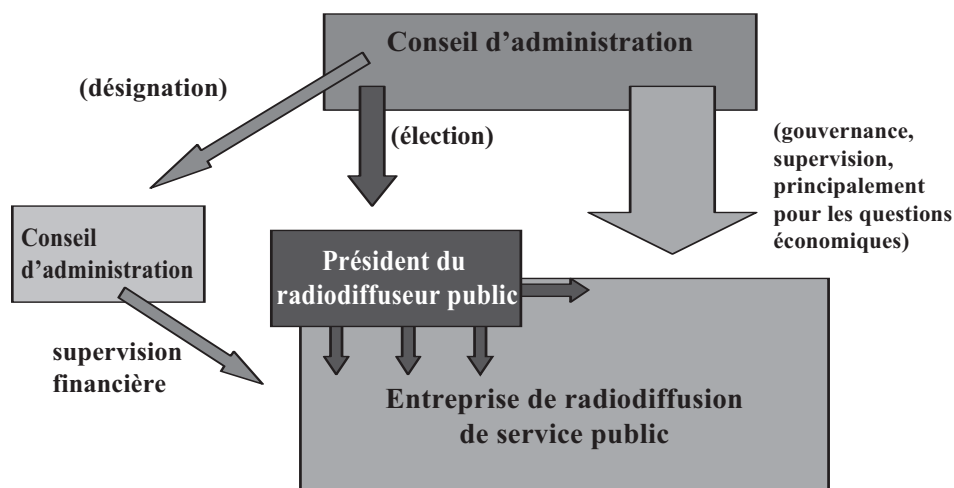 Conseil d'administration
(désignation)
(élection)
(gouvernance,
supervision,
principalement
pour les questions
économiques)
Conseil
d'administration
Président du
radiodiffuseur public
supervision
financière
Entreprise de radiodiffusion
de service public